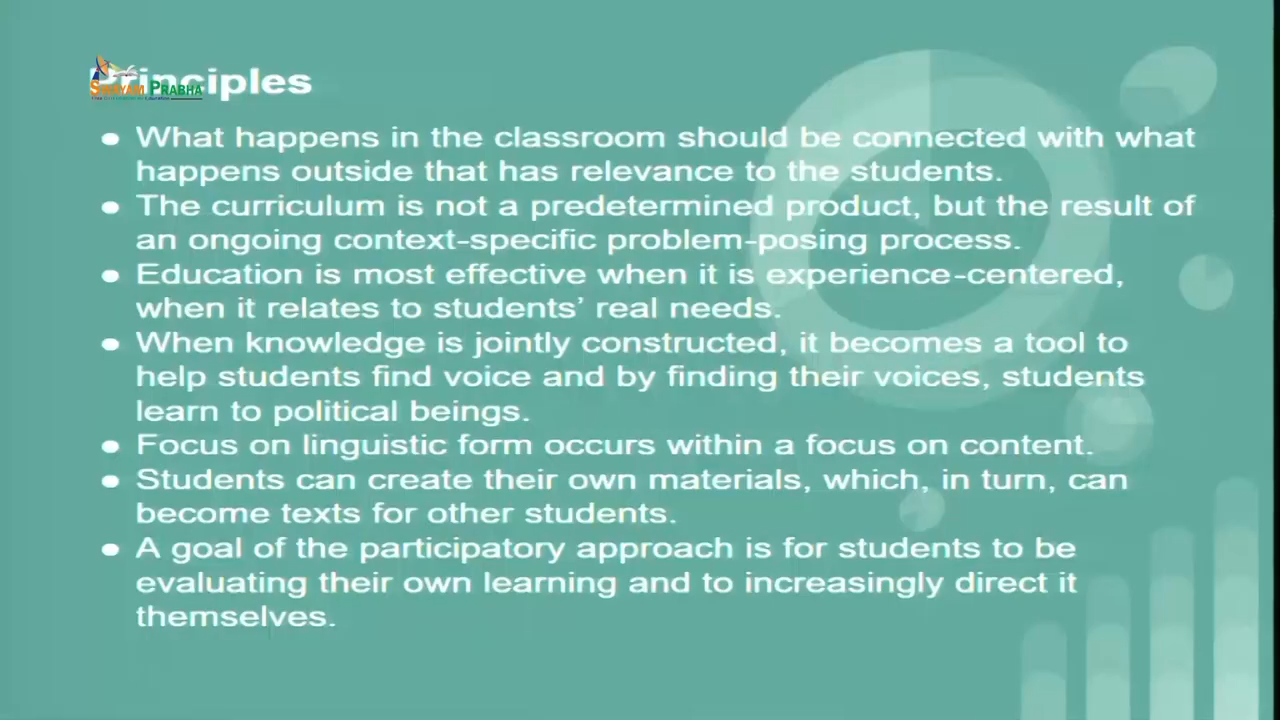 Principles
SWAYAM PRABHA
● What happens in the classroom should be connected with what
happens outside that has relevance to the students.
● The curriculum is not a predetermined product, but the result of
an ongoing context-specific problem-posing process.
● Education is most effective when it is experience-centered,
when it relates to students’ real needs.
● When knowledge is jointly constructed, it becomes a tool to
help students find voice and by finding their voices, students
learn to political beings.
● Focus on linguistic form occurs within a focus on content.
● Students can create their own materials, which, in turn, can
become texts for other students.
● A goal of the participatory approach is for students to be
evaluating their own learning and to increasingly direct it
themselves.